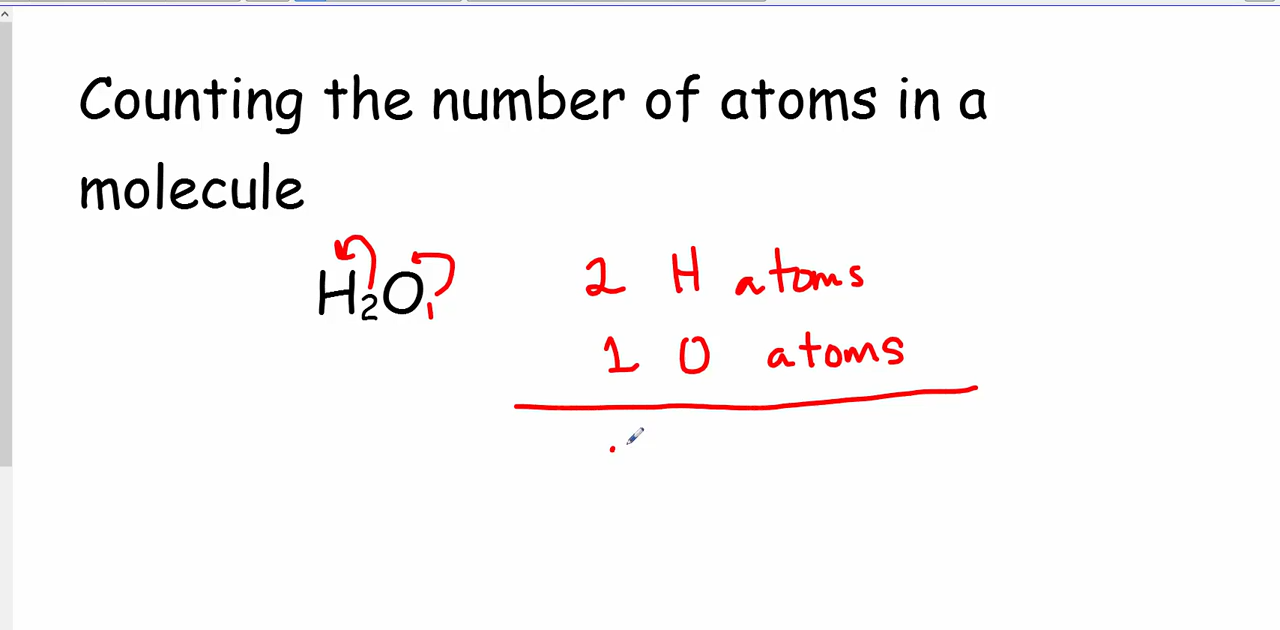 Counting the number of atoms in a
molecule
H₂O₁
2 H atoms
1 O atoms